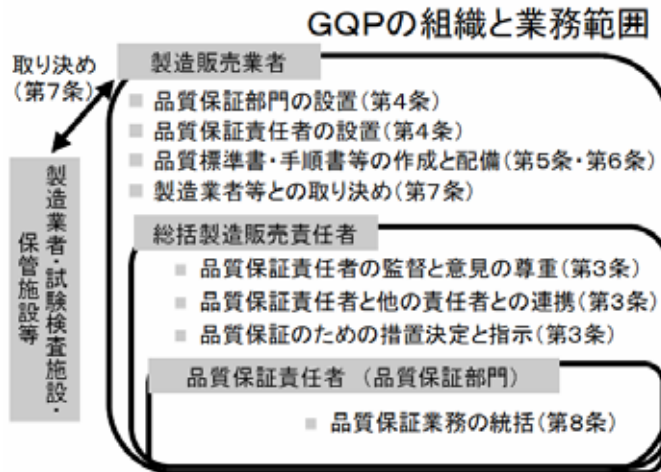 GQPの組織と業務範囲
取り決め
(第7条)
製造販売業者
品質保証部門の設置(第4条)
品質保証責任者の設置(第4条)
品質標準書・手順書等の作成と配備(第5条・第6条)
製造業者等との取り決め(第7条)
製造業者・試験検査施設・
保管施設等
総括製造販売責任者
品質保証責任者の監督と意見の尊重(第3条)
品質保証責任者と他の責任者との連携(第3条)
品質保証のための措置決定と指示(第3条)
品質保証責任者 (品質保証部門)
品質保証業務の統括(第8条)